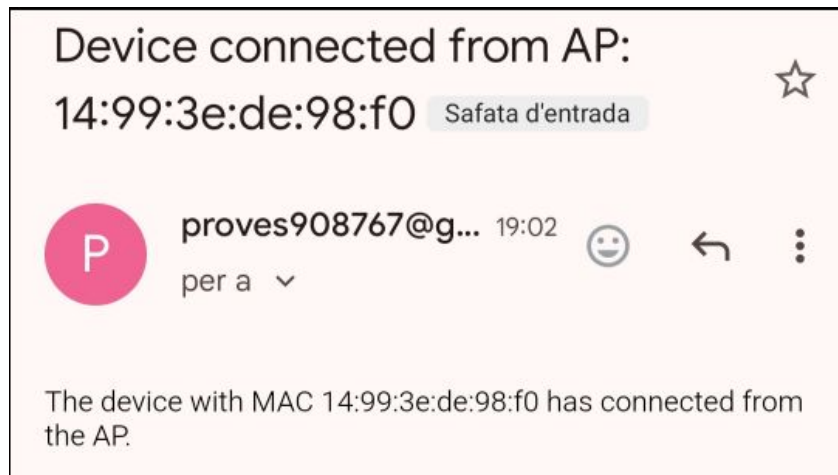 Device connected from AP:
14:99:3e:de:98:f0 Safata d'entrada
proves908767@g... 19:02
P
per a
The device with MAC 14:99:3e:de:98:f0 has connected from
the AP.